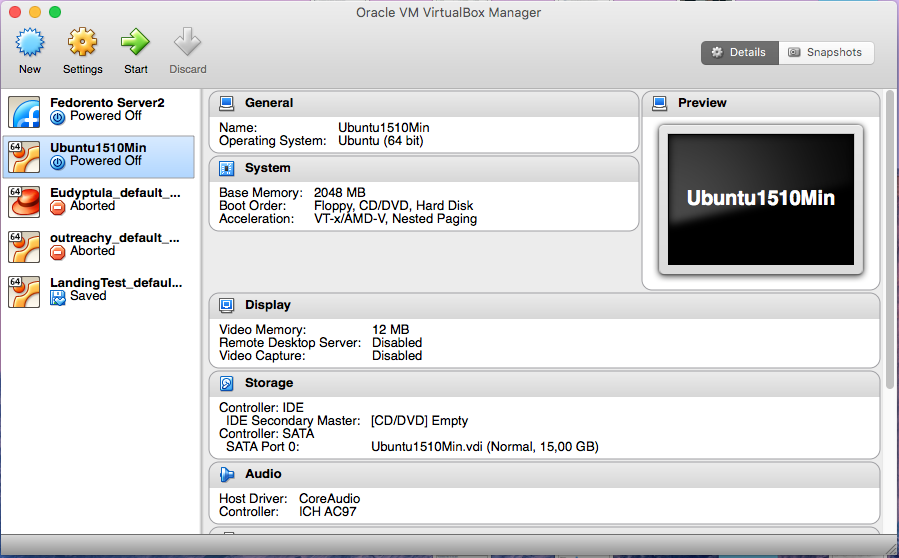 Oracle VM VirtualBox Manager
New
Settings
Start
Discard
Details
Snapshots
Fedorento Server2
Powered Off
64
Ubuntu1510Min
Powered Off
64
Eudyptula_default_...
Aborted
64
outreachy_default_...
Aborted
64
LandingTest_defaul...
Saved
General
Name: Ubuntu1510Min
Operating System: Ubuntu (64 bit)
System
Base Memory: 2048 MB
Boot Order: Floppy, CD/DVD, Hard Disk
Acceleration: VT-x/AMD-V, Nested Paging
Preview
Ubuntu1510Min
Display
Video Memory: 12 MB
Remote Desktop Server: Disabled
Video Capture: Disabled
Storage
Controller: IDE
IDE Secondary Master: [CD/DVD] Empty
Controller: SATA
SATA Port 0: Ubuntu1510Min.vdi (Normal, 15,00 GB)
Audio
Host Driver: CoreAudio
Controller: ICH AC97